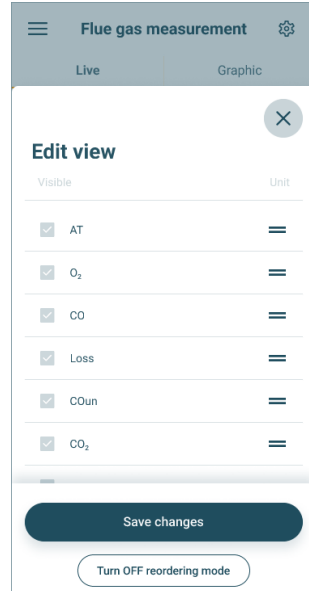 Flue gas measurement
Live Graphic
Edit view
Visible Unit
AT
O₂
CO
Loss
COun
CO₂
Save changes
Turn OFF reordering mode